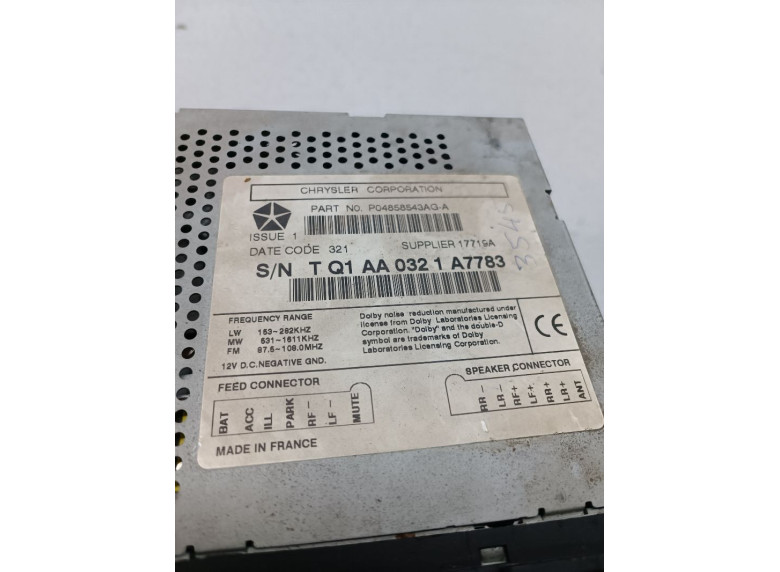 CHRYSLER CORPORATION
PART NO. P04858543AG-A
ISSUE 1
DATE CODE 321 SUPPLIER 17719A
S/N T Q1 AA 032 1 A7783
3545
FREQUENCY RANGE
LW 153-282KHZ
MW 531-1611KHZ
FM 87.5-108.0MHZ
12V D.C. NEGATIVE GND.
Dolby noise reduction manufactured under
license from Dolby Laboratories Licensing
Corporation. "Dolby" and the double-D
symbol are trademarks of Dolby
Laboratories Licensing Corporation.
CE
FEED CONNECTOR
BAT ACC ILL PARK RF- LF- MUTE
SPEAKER CONNECTOR
RR- LR- RF+ LF+ RR+ LR+ ANT
MADE IN FRANCE